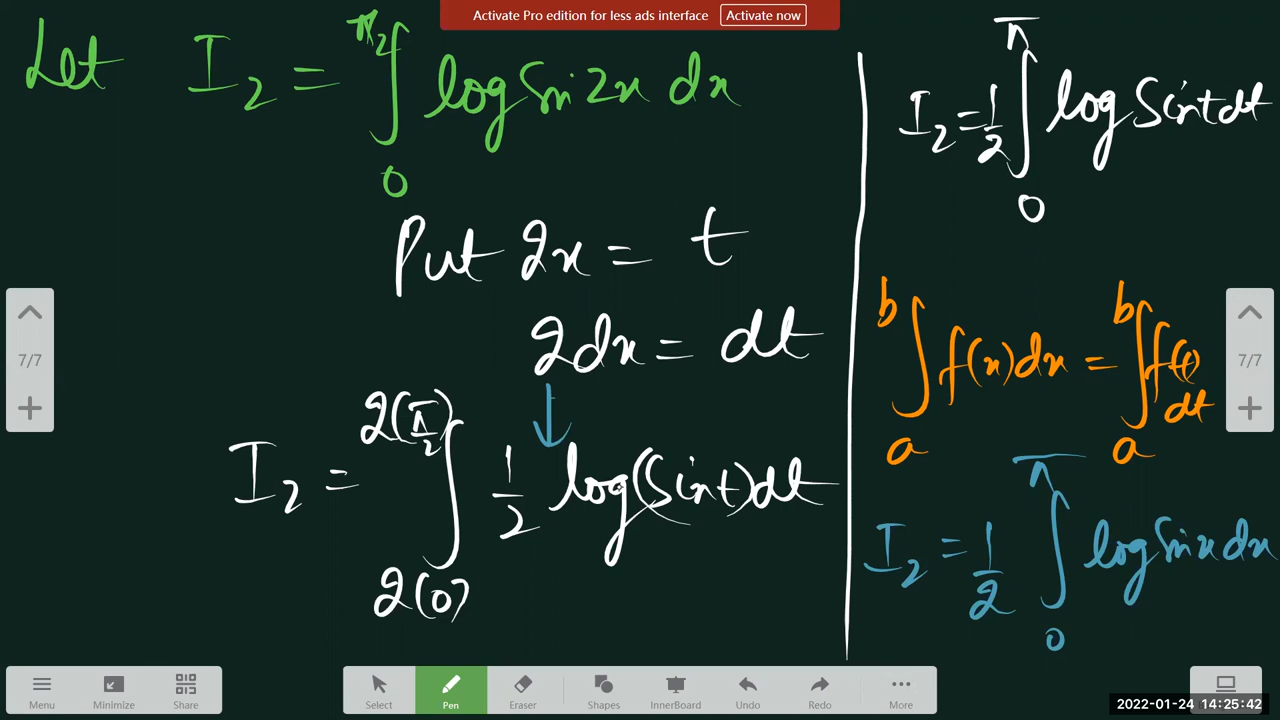 Activate Pro edition for less ads interface Activate now
Let I₂ = ∫₀^{π/2} log Sin 2x dx
Put 2x = t
2dx = dt
I₂ = ∫_{2(0)}^{2(π/2)} 1/2 log(Sint)dt
I₂ = 1/2 ∫₀^π log Sint dt
∫ₐᵇ f(x)dx = ∫ₐᵇ f(t) dt
I₂ = 1/2 ∫₀^π log Sinx dx
7/7
7/7
Menu Minimize Share Select Pen Eraser Shapes InnerBoard Undo Redo More
2022-01-24 14:25:42